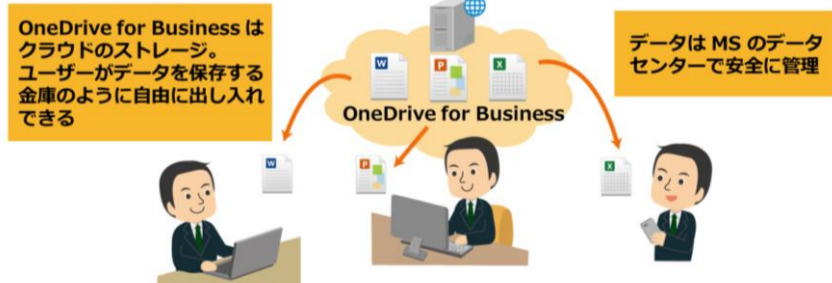 OneDrive for Business は
クラウドのストレージ。
ユーザーがデータを保存する
金庫のように自由に出し入れ
できる
データは MS のデータ
センターで安全に管理
W
P
X
OneDrive for Business
W
P
X